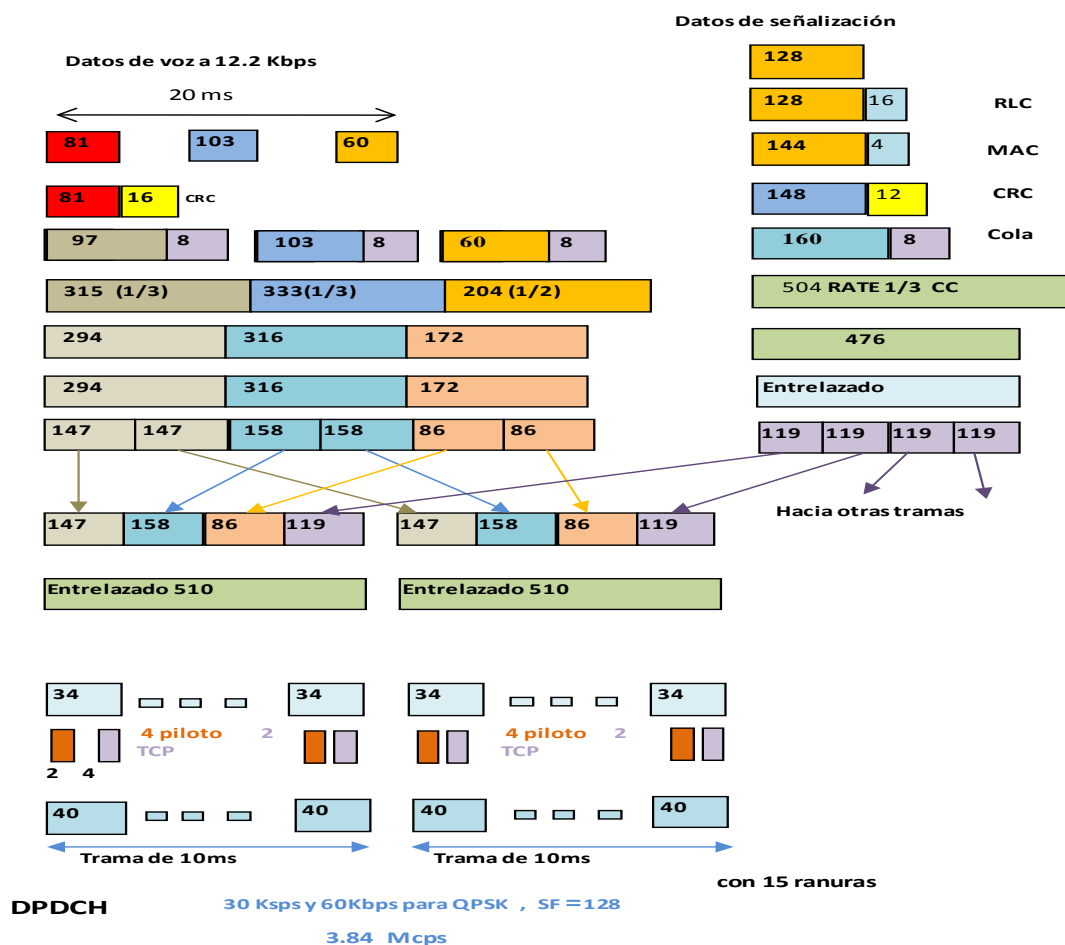 Datos de señalización
Datos de voz a 12.2 Kbps
20 ms
81 103 60
81 16 CRC
97 8 103 8 60 8
315 (1/3) 333(1/3) 204 (1/2)
294 316 172
294 316 172
147 147 158 158 86 86
128
128 16 RLC
144 4 MAC
148 12 CRC
160 8 Cola
504 RATE 1/3 CC
476
Entrelazado
119 119 119 119
Hacia otras tramas
147 158 86 119 147 158 86 119
Entrelazado 510 Entrelazado 510
34 34 34 34
4 piloto 2 4 piloto 2
TCP TCP
2 4
40 40 40 40
Trama de 10ms Trama de 10ms
con 15 ranuras
DPDCH 30 Ksps y 60Kbps para QPSK , SF =128
3.84 Mcps